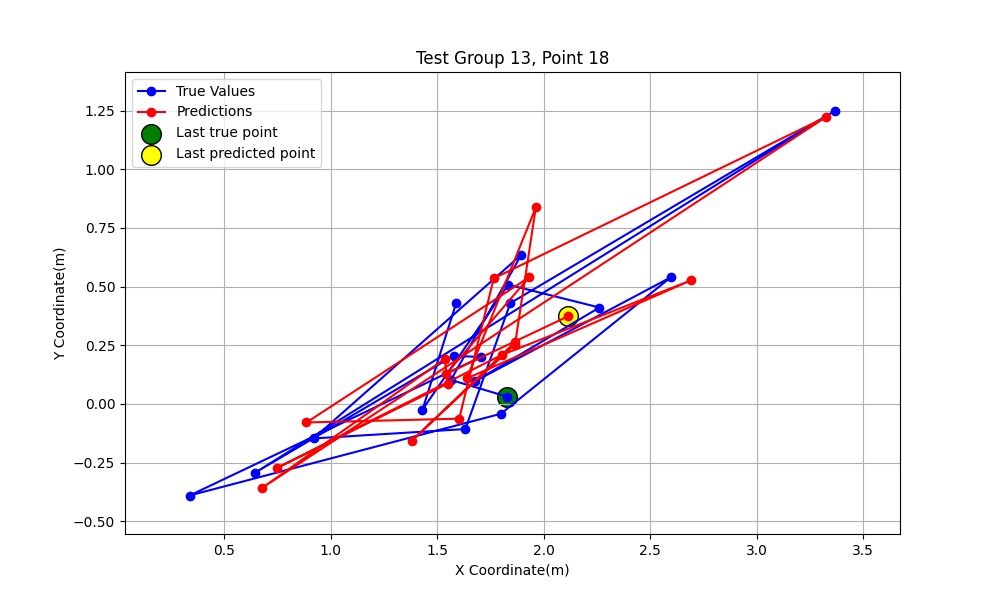 Test Group 13, Point 18
True Values
Predictions
Last true point
Last predicted point
Y Coordinate(m)
1.25
1.00
0.75
0.50
0.25
0.00
−0.25
−0.50
0.5 1.0 1.5 2.0 2.5 3.0 3.5
X Coordinate(m)